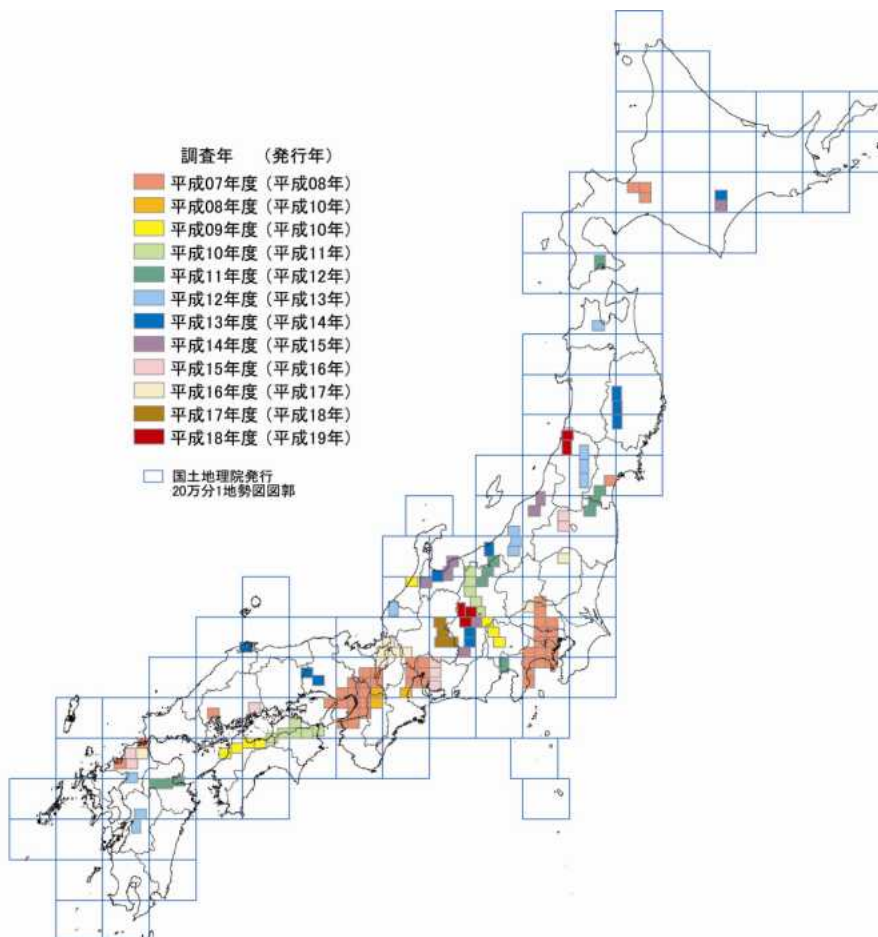 調査年 （発行年）
平成07年度（平成08年）
平成08年度（平成10年）
平成09年度（平成10年）
平成10年度（平成11年）
平成11年度（平成12年）
平成12年度（平成13年）
平成13年度（平成14年）
平成14年度（平成15年）
平成15年度（平成16年）
平成16年度（平成17年）
平成17年度（平成18年）
平成18年度（平成19年）
国土地理院発行
20万分1地勢図図郭